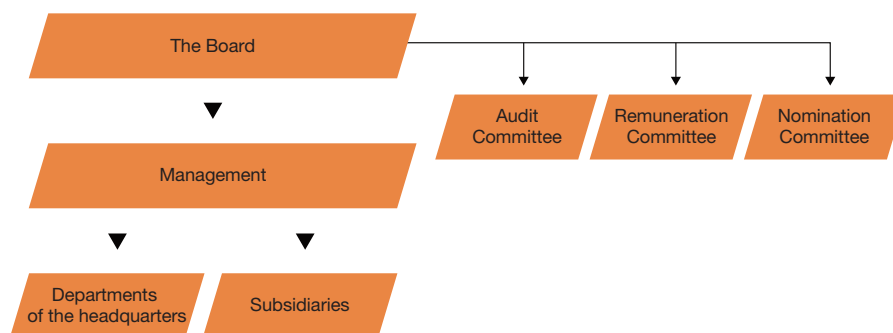 The Board
Audit
Committee
Remuneration
Committee
Nomination
Committee
Management
Departments
of the headquarters
Subsidiaries